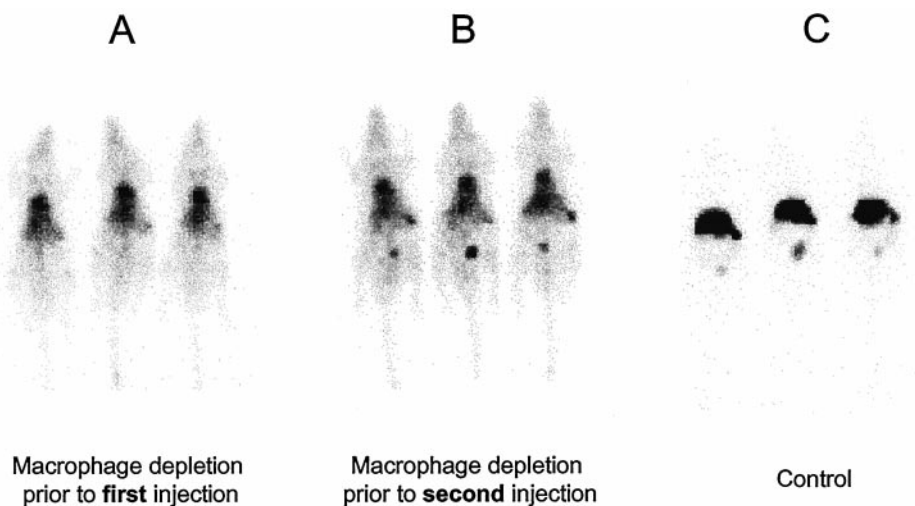 A
B
C
Macrophage depletion
prior to first injection
Macrophage depletion
prior to second injection
Control